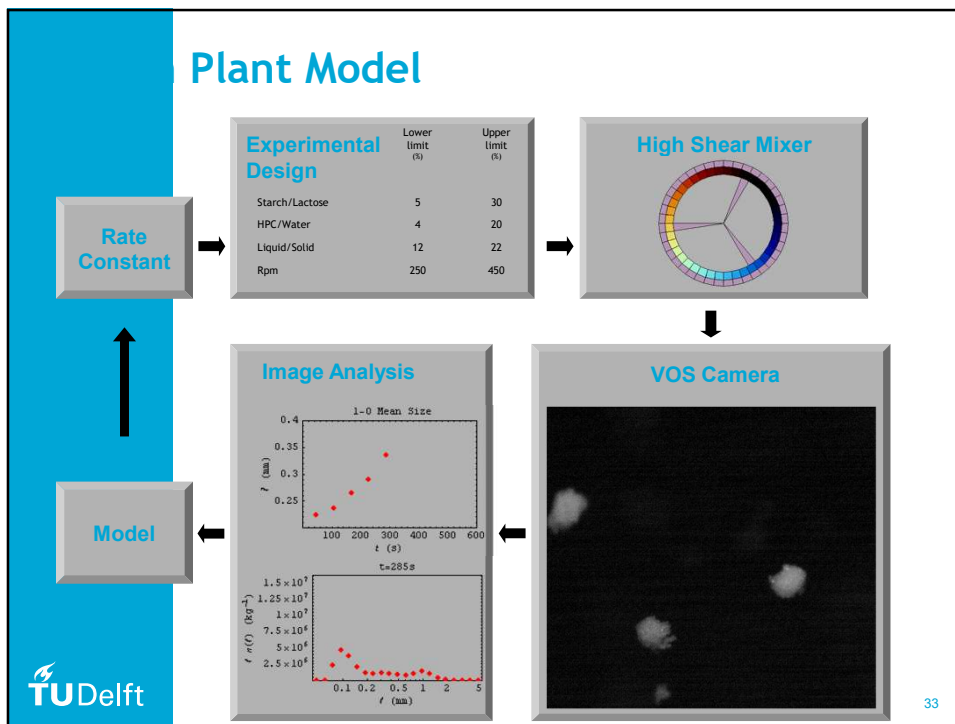 Plant Model
Experimental Design
Lower limit (%)
Upper limit (%)
Starch/Lactose 5 30
HPC/Water 4 20
Liquid/Solid 12 22
Rpm 250 450
High Shear Mixer
Rate Constant
Image Analysis
1-0 Mean Size
0.4
0.35
0.3
0.25
ℓ (mm)
100 200 300 400 500 600
t (s)
t=285s
1.5×10⁷
1.25×10⁷
1×10⁷
7.5×10⁶
5×10⁶
2.5×10⁶
ℓ n(ℓ) (kg⁻¹)
0.1 0.2 0.5 1 2 5
ℓ (mm)
VOS Camera
Model
TUDelft
33